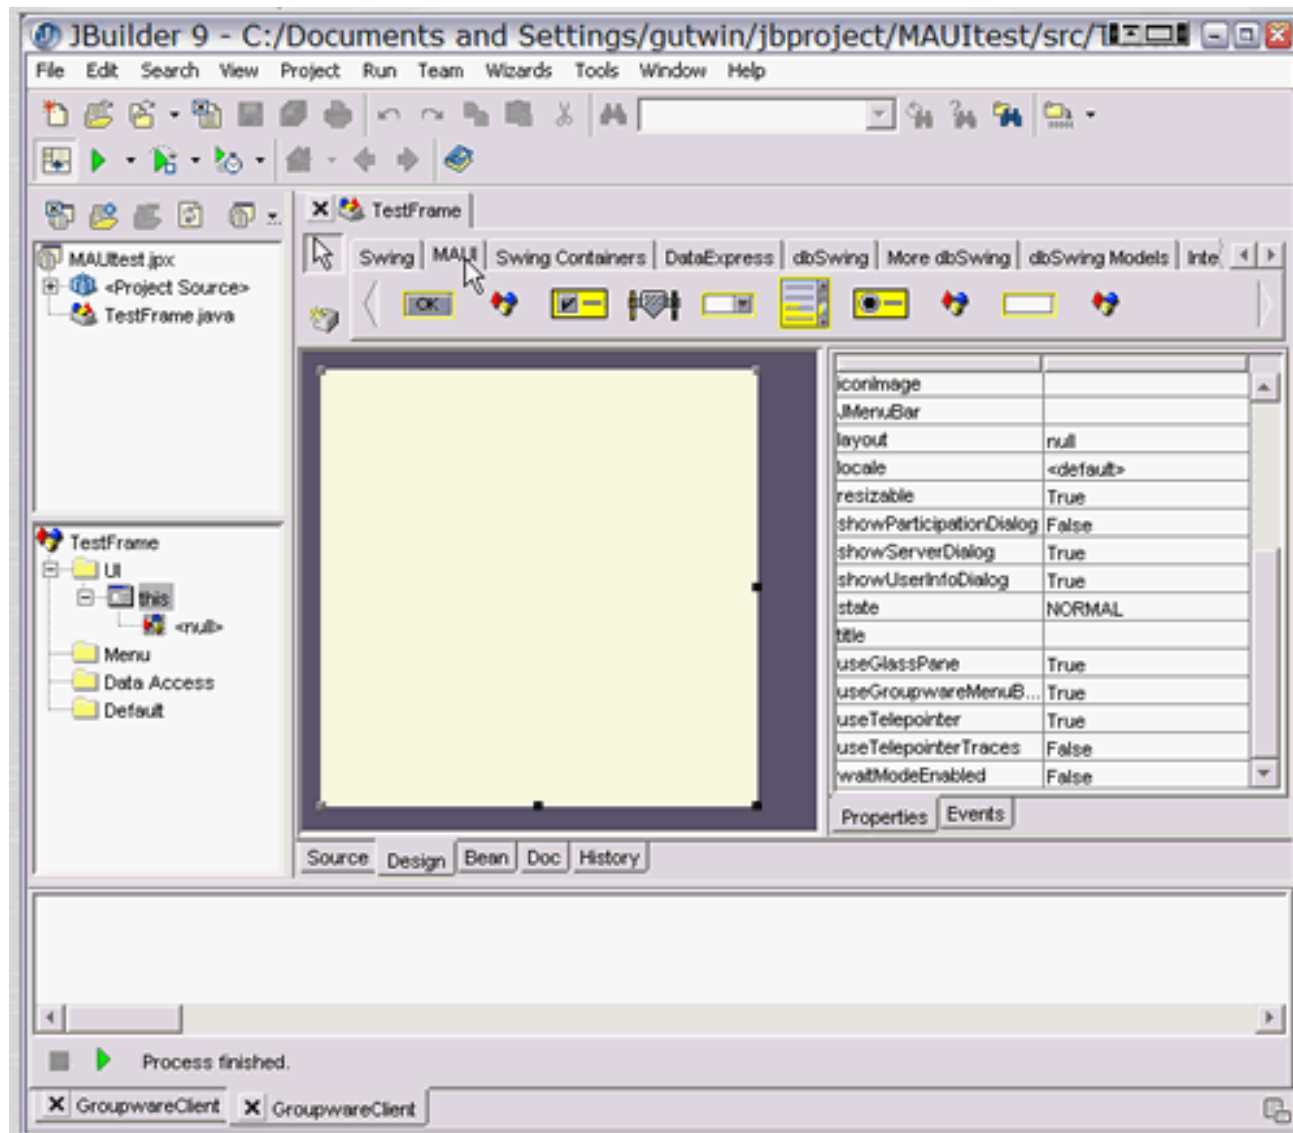 JBuilder 9 - C:/Documents and Settings/gutwin/jbproject/MAUItest/src/
File Edit Search View Project Run Team Wizards Tools Window Help
TestFrame
MAUItest.jpx
<Project Source>
TestFrame.java
Swing MAUI Swing Containers DataExpress dbSwing More dbSwing dbSwing Models Inte
OK
iconImage
JMenuBar
layout null
locale <default>
resizable True
showParticipationDialog False
showServerDialog True
showUserInfoDialog True
state NORMAL
title
useGlassPane True
useGroupwareMenuB... True
useTelepointer True
useTelepointerTraces False
waitModeEnabled False
Properties Events
TestFrame
UI
this
<null>
Menu
Data Access
Default
Source Design Bean Doc History
Process finished.
GroupwareClient GroupwareClient